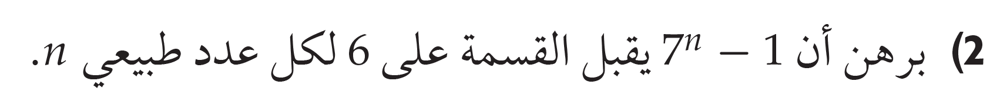 (2 برهن أن 7ⁿ − 1 يقبل القسمة على 6 لكل عدد طبيعي n.